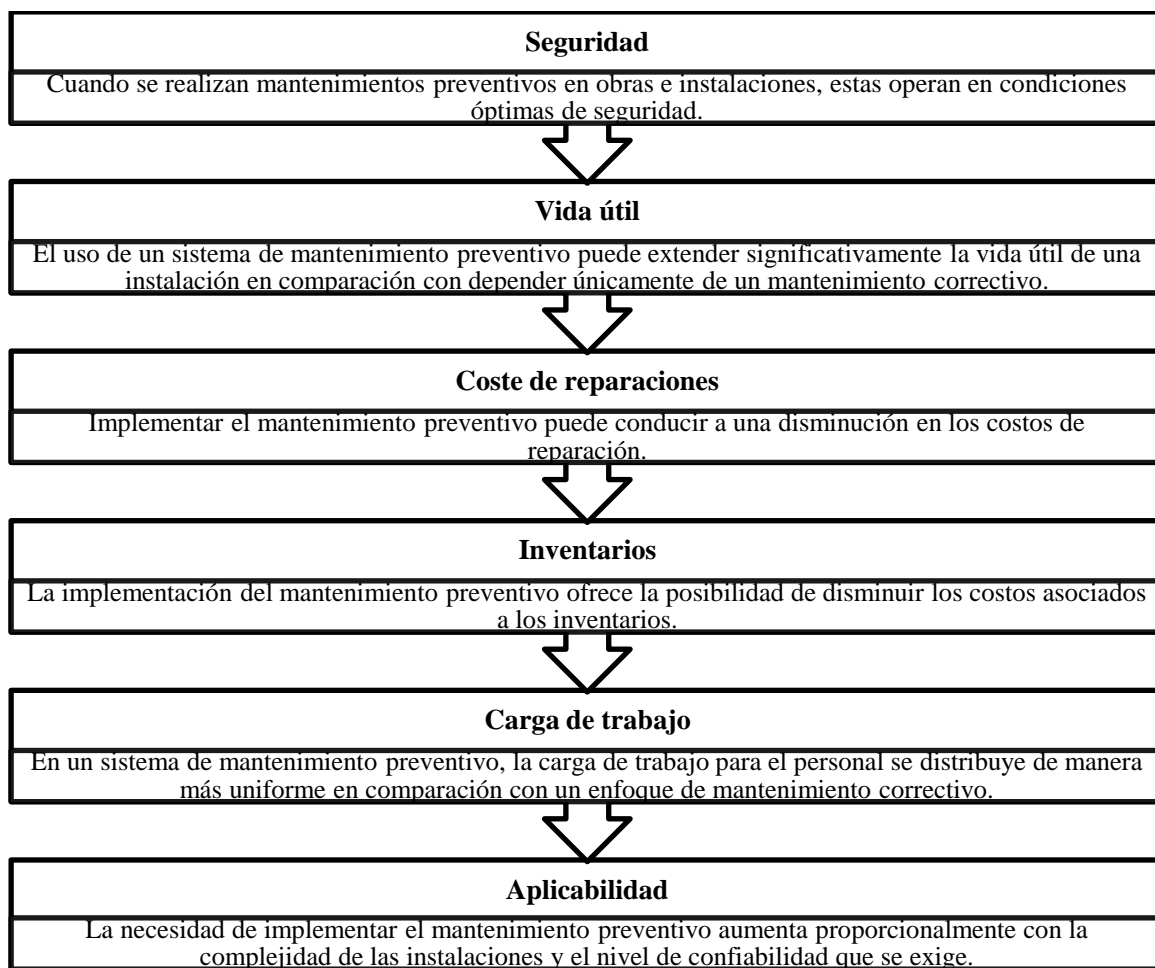 Seguridad
Cuando se realizan mantenimientos preventivos en obras e instalaciones, estas operan en condiciones
óptimas de seguridad.
Vida útil
El uso de un sistema de mantenimiento preventivo puede extender significativamente la vida útil de una
instalación en comparación con depender únicamente de un mantenimiento correctivo.
Coste de reparaciones
Implementar el mantenimiento preventivo puede conducir a una disminución en los costos de
reparación.
Inventarios
La implementación del mantenimiento preventivo ofrece la posibilidad de disminuir los costos asociados
a los inventarios.
Carga de trabajo
En un sistema de mantenimiento preventivo, la carga de trabajo para el personal se distribuye de manera
más uniforme en comparación con un enfoque de mantenimiento correctivo.
Aplicabilidad
La necesidad de implementar el mantenimiento preventivo aumenta proporcionalmente con la
complejidad de las instalaciones y el nivel de confiabilidad que se exige.